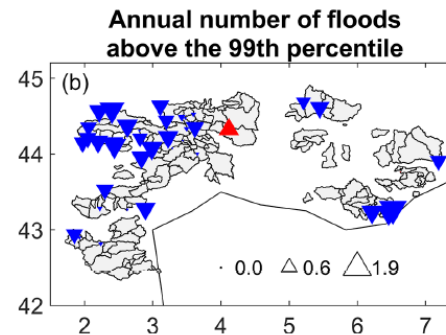 Annual number of floods
above the 99th percentile
45
(b)
44
43
0.0 0.6 1.9
42
2 3 4 5 6 7